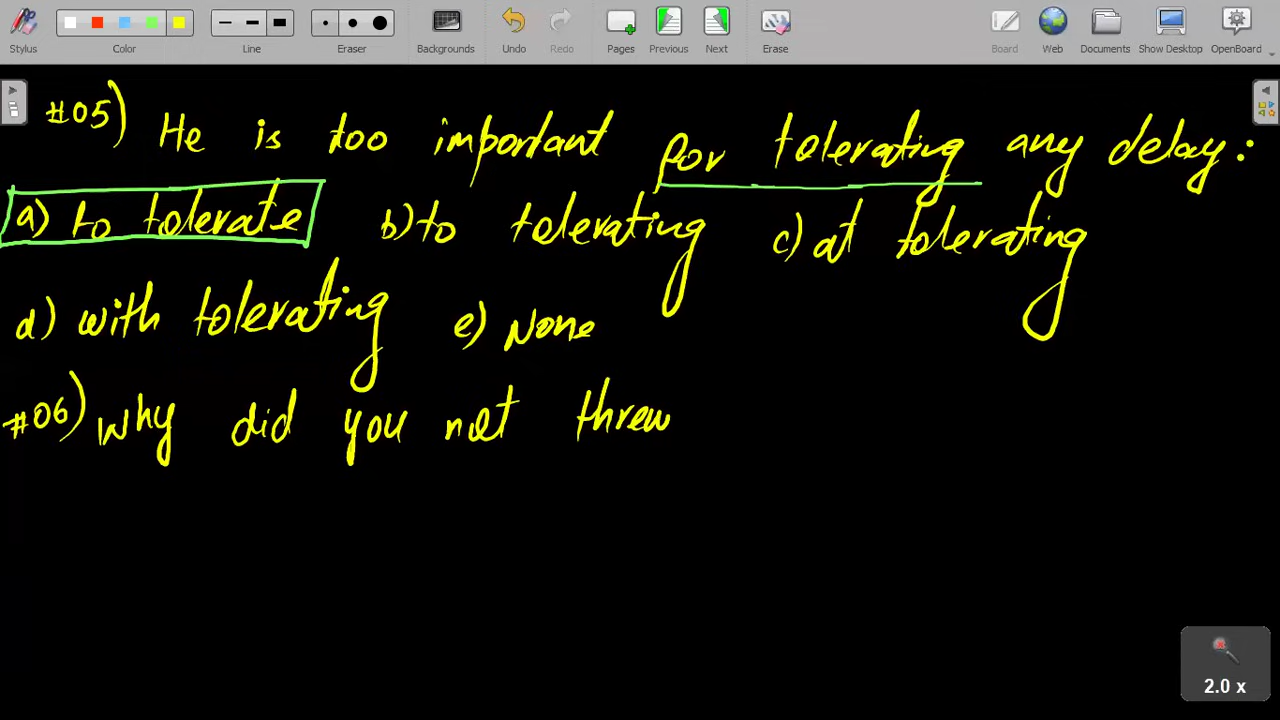 Stylus Color Line Eraser Backgrounds Undo Redo Pages Previous Next Erase Board Web Documents Show Desktop OpenBoard
#05) He is too important for tolerating any delay:
a) to tolerate b) to tolerating c) at tolerating
d) with tolerating e) None
#06) Why did you not threw
2.0 x